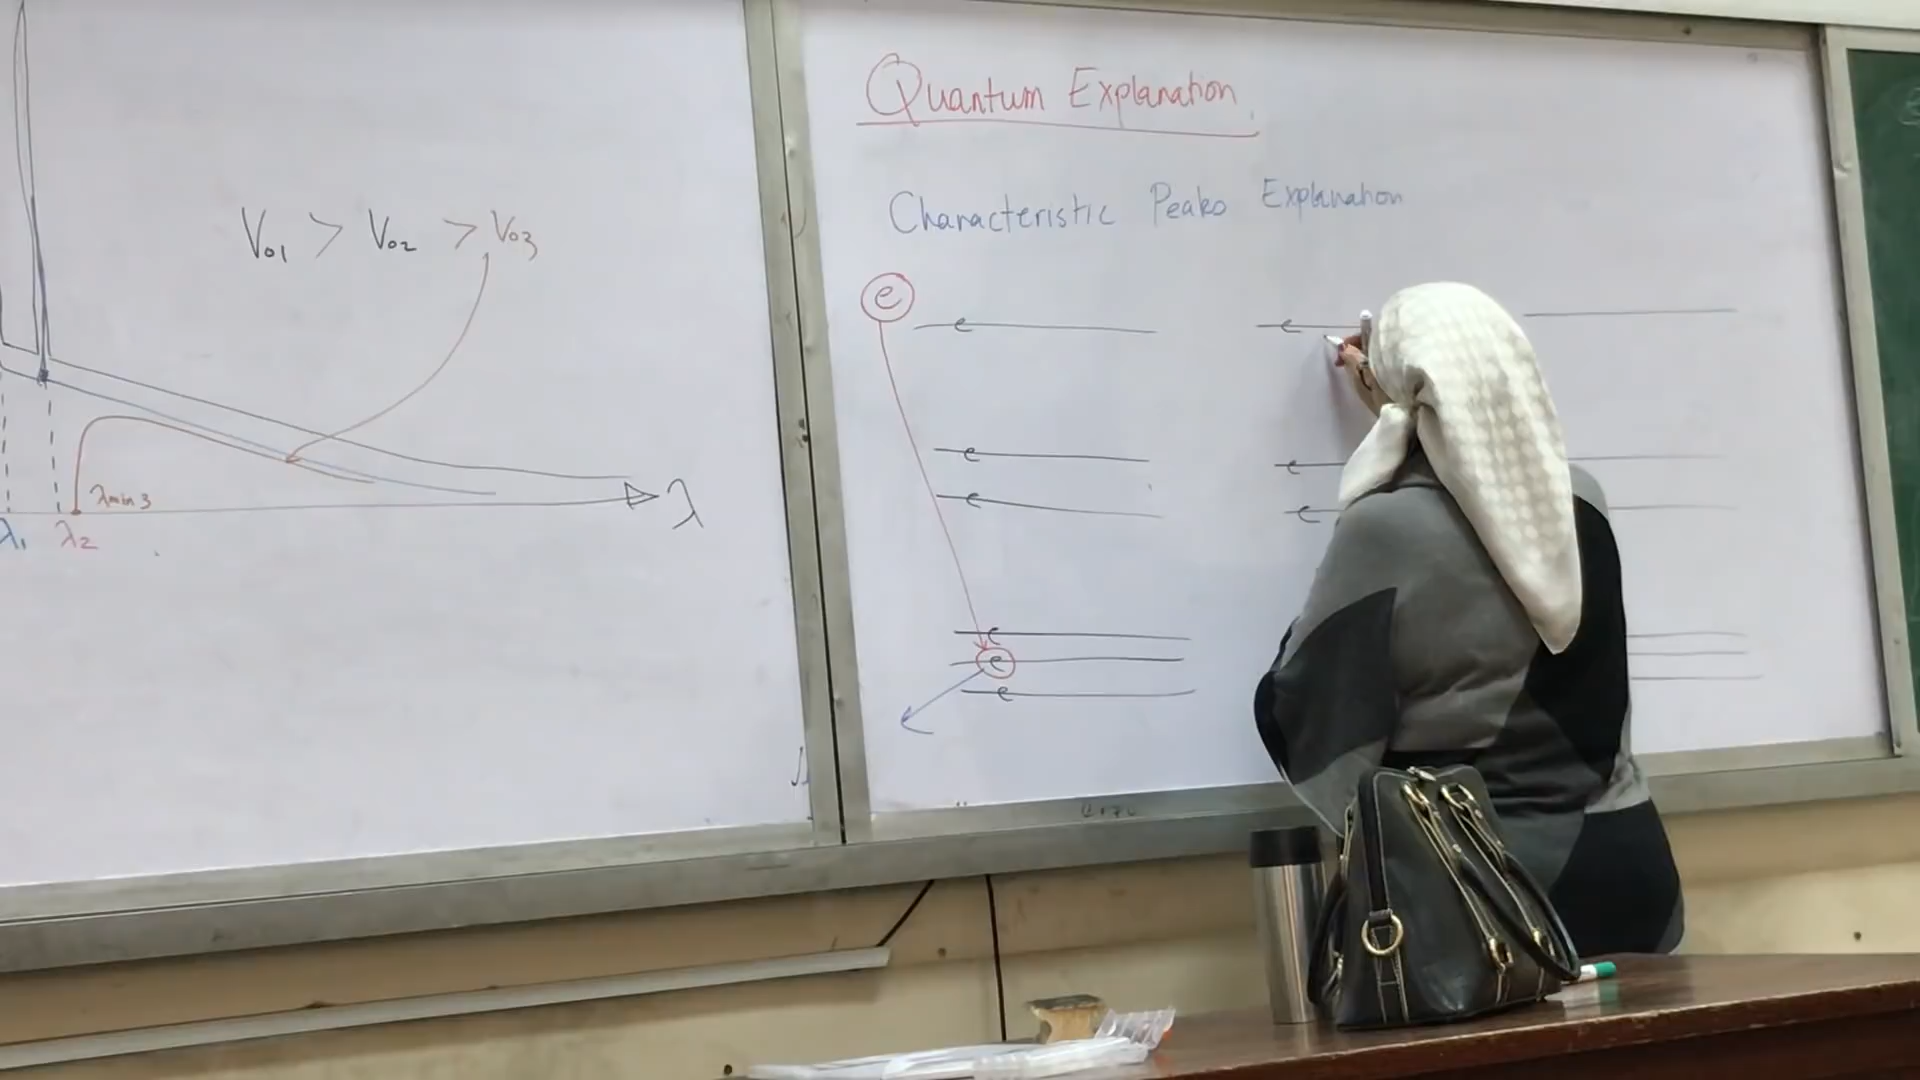 V₀₁ > V₀₂ > V₀₃
λmin 3
λ
λ₁ λ₂
Quantum Explanation
Characteristic Peaks Explanation
e
e e
e e
e e
e
e
e